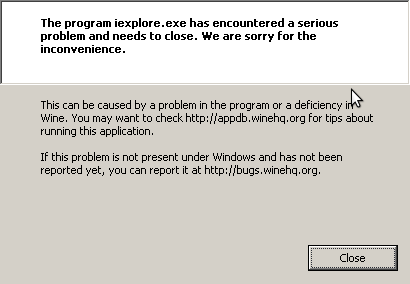 The program iexplore.exe has encountered a serious
problem and needs to close. We are sorry for the
inconvenience.
This can be caused by a problem in the program or a deficiency in
Wine. You may want to check http://appdb.winehq.org for tips about
running this application.
If this problem is not present under Windows and has not been
reported yet, you can report it at http://bugs.winehq.org.
Close